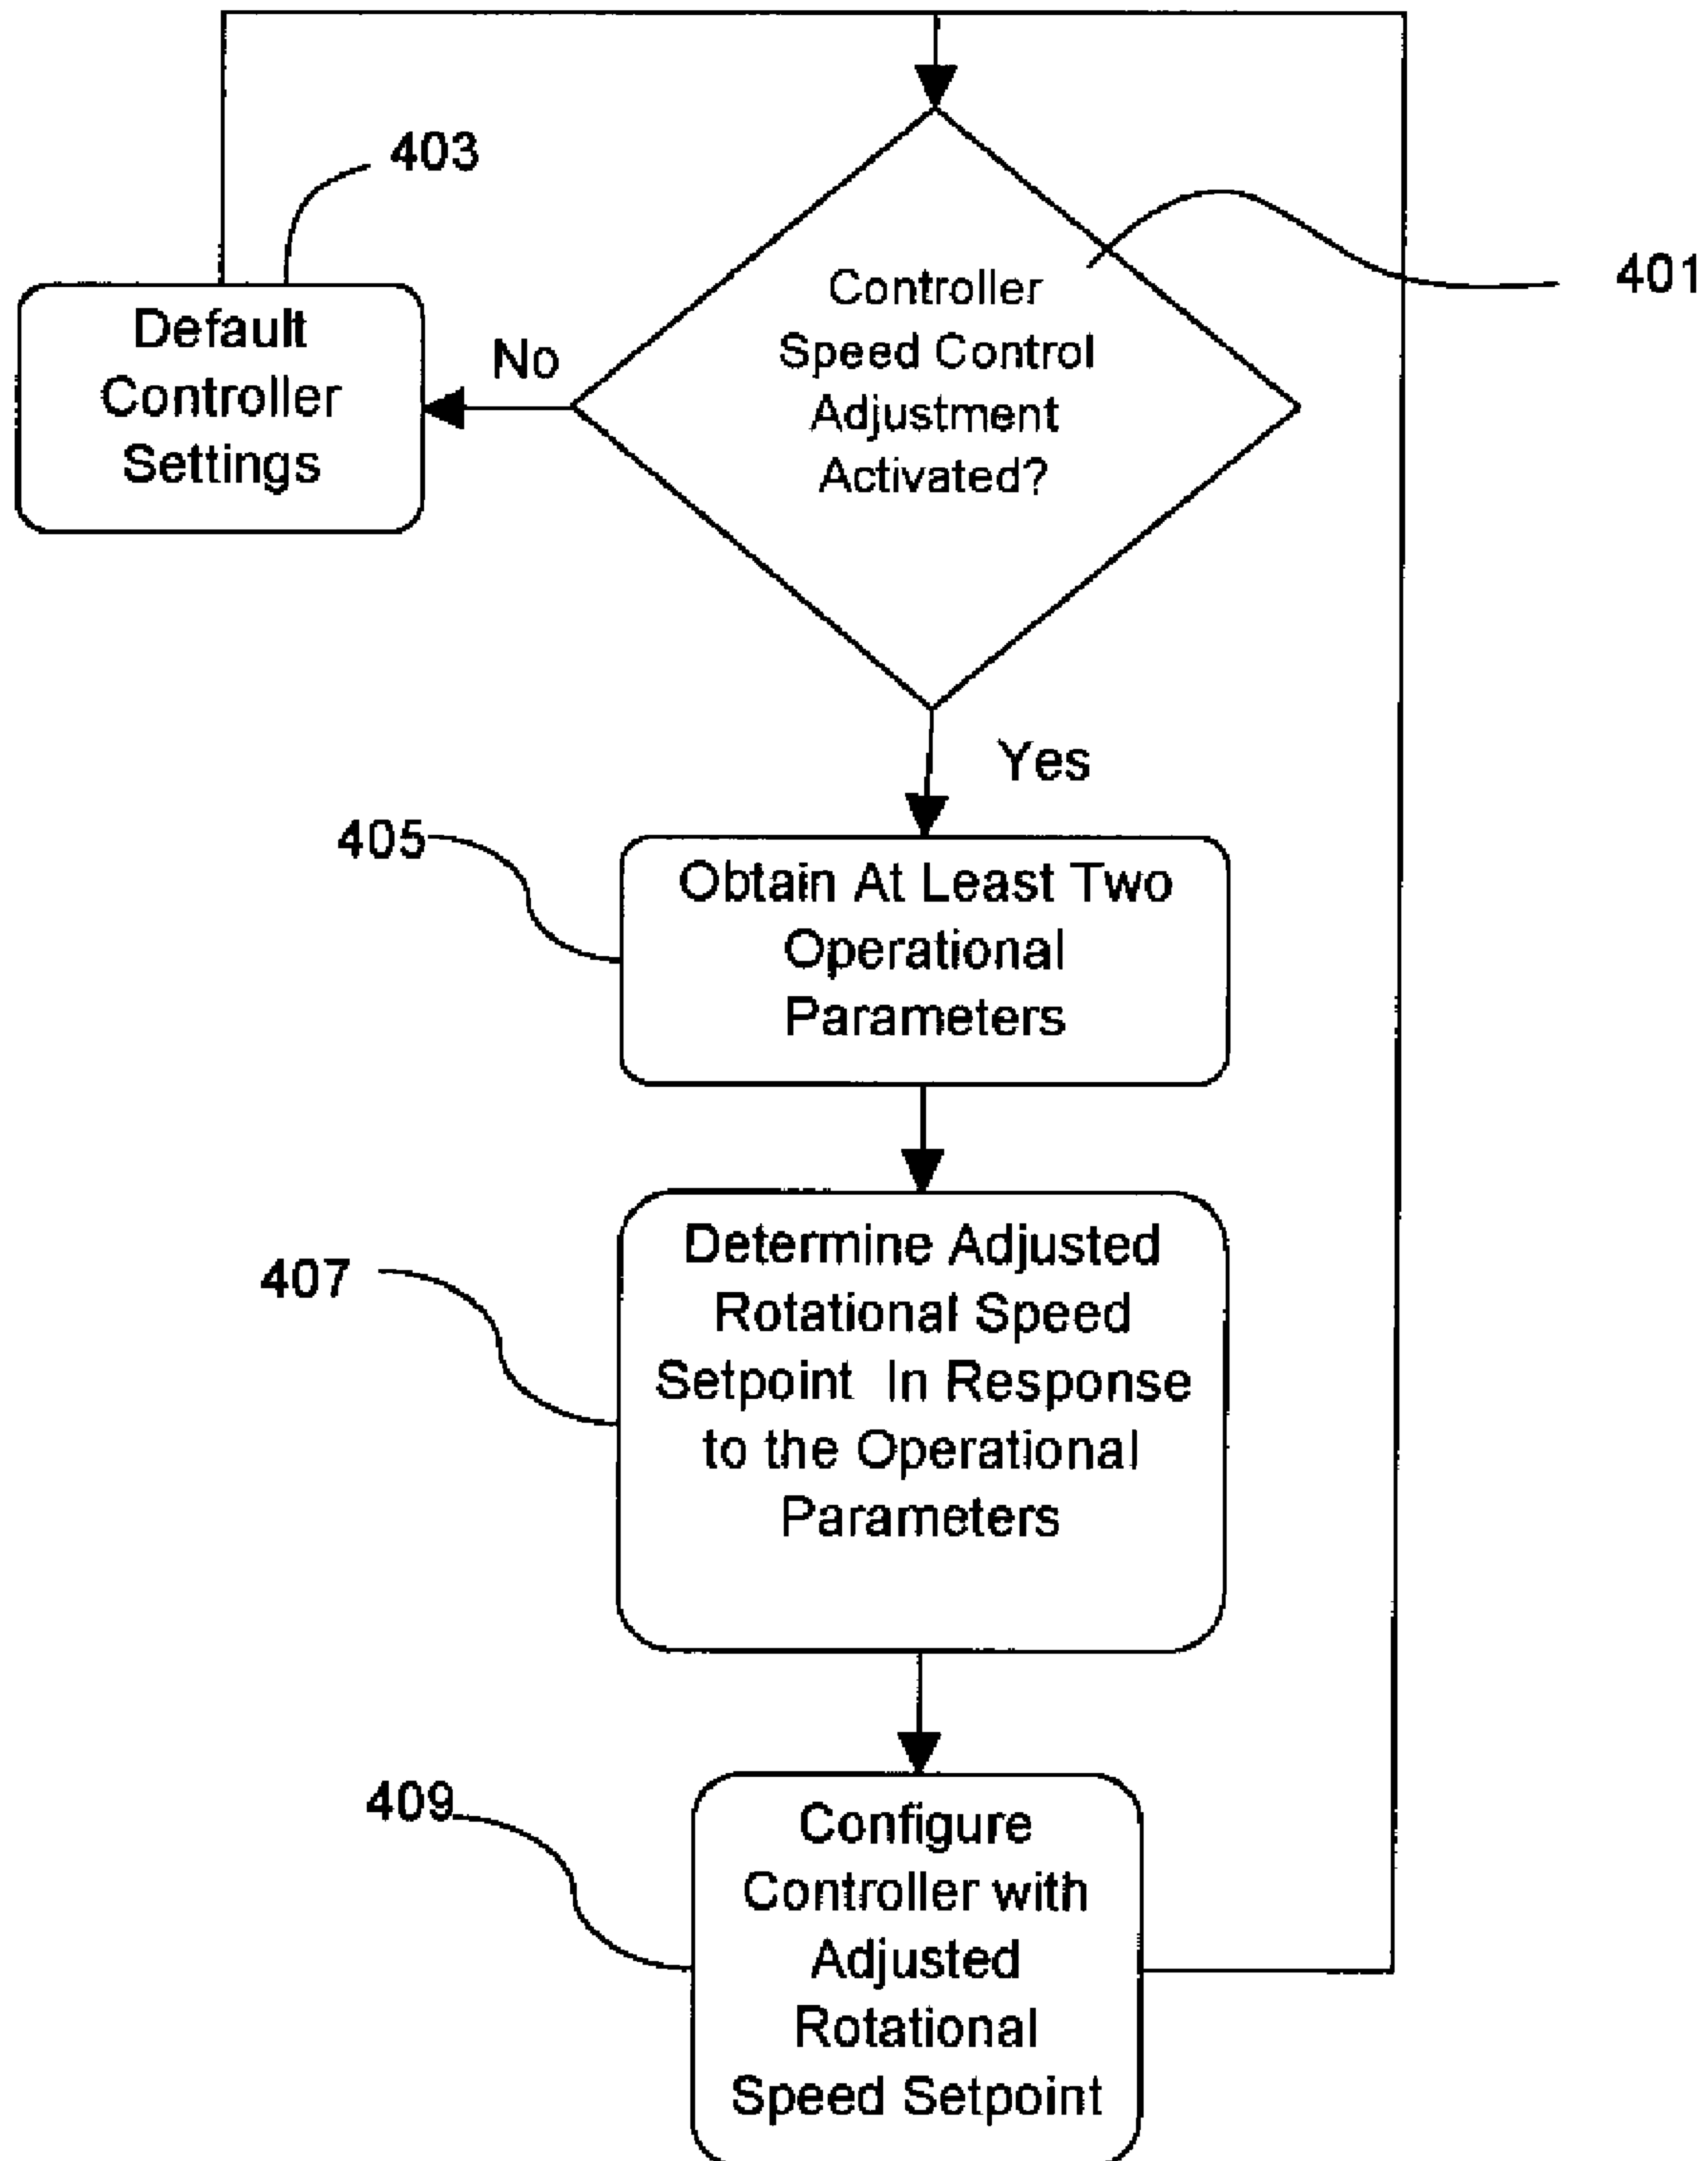 403
401
Default
Controller
Settings
No
Controller
Speed Control
Adjustment
Activated?
Yes
405
Obtain At Least Two
Operational
Parameters
407
Determine Adjusted
Rotational Speed
Setpoint In Response
to the Operational
Parameters
409
Configure
Controller with
Adjusted
Rotational
Speed Setpoint